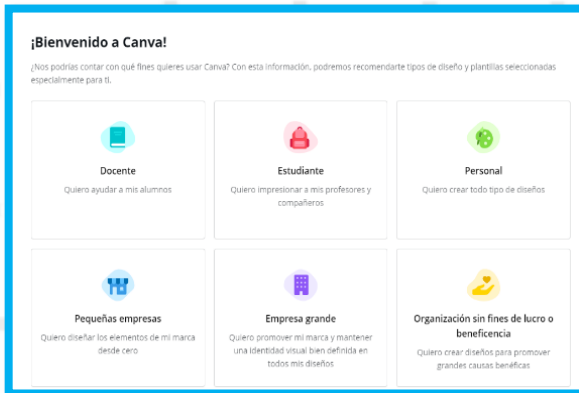 ¡Bienvenido a Canva!
¿Nos podrías contar con qué fines quieres usar Canva? Con esta información, podremos recomendarte tipos de diseño y plantillas seleccionadas
especialmente para ti.
Docente
Quiero ayudar a mis alumnos
Estudiante
Quiero impresionar a mis profesores y
compañeros
Personal
Quiero crear todo tipo de diseños
Pequeñas empresas
Quiero diseñar los elementos de mi marca
desde cero
Empresa grande
Quiero promover mi marca y mantener
una identidad visual bien definida en
todos mis diseños
Organización sin fines de lucro o
beneficencia
Quiero crear diseños para promover
grandes causas benéficas